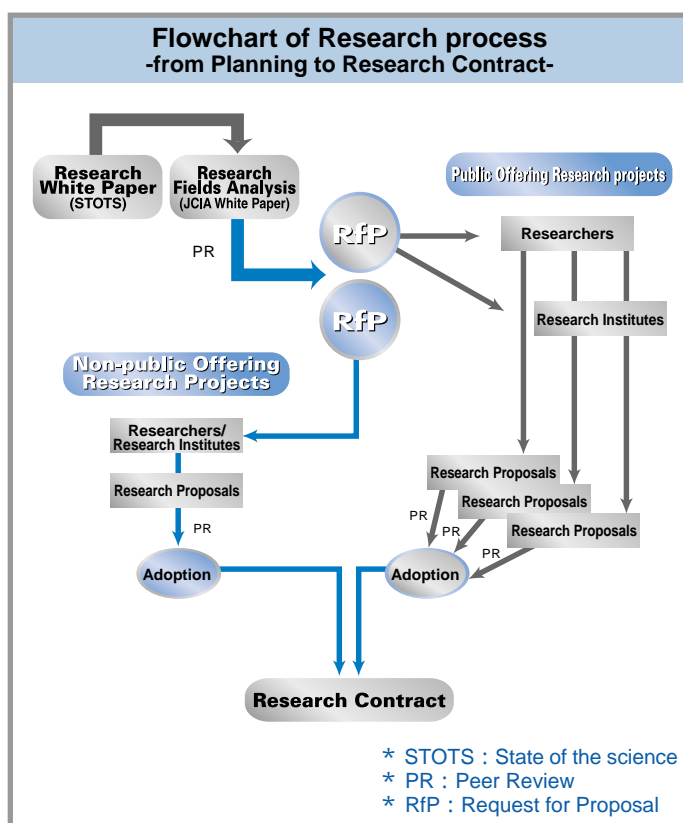 Flowchart of Research process
-from Planning to Research Contract-
Research
White Paper
(STOTS)
Research
Fields Analysis
(JCIA White Paper)
PR
RfP
RfP
Public Offering Research projects
Researchers
Research Institutes
Non-public Offering
Research Projects
Researchers/
Research Institutes
Research Proposals
PR
Adoption
Research Proposals
Research Proposals
Research Proposals
PR
PR
PR
Adoption
Research Contract
* STOTS : State of the science
* PR : Peer Review
* RfP : Request for Proposal